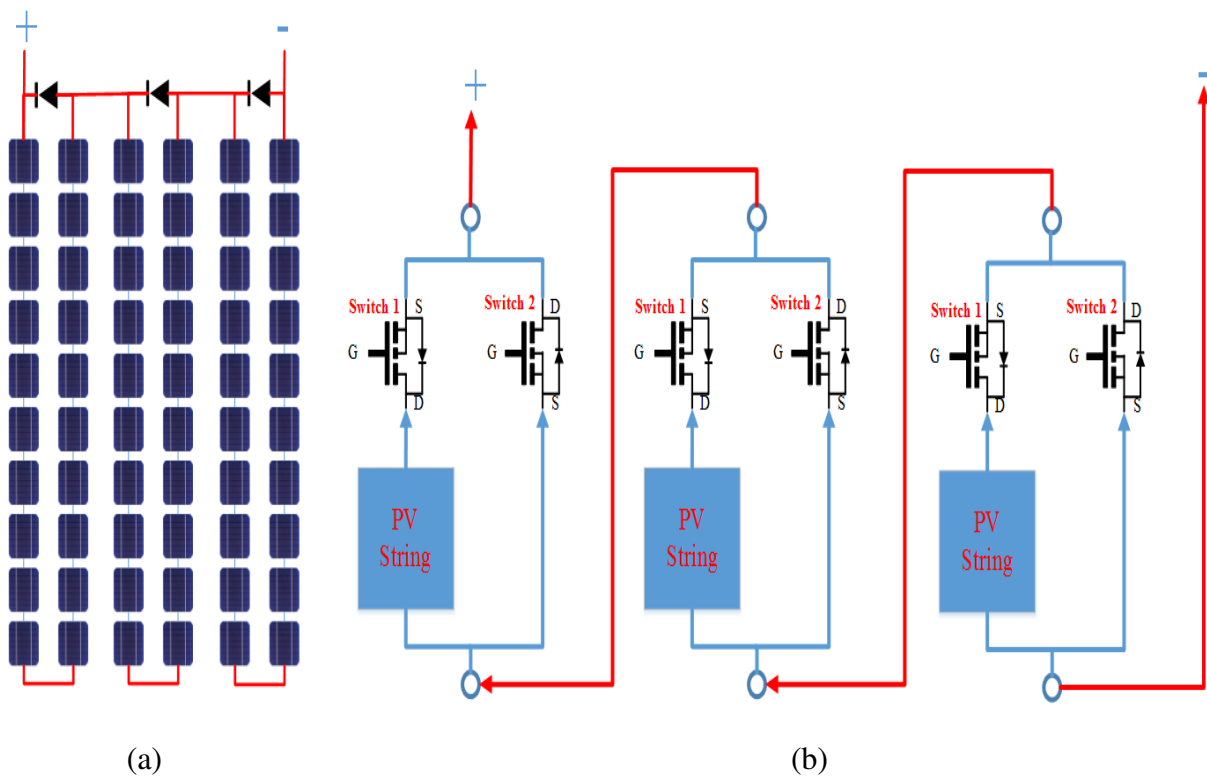 +
-
+
-
Switch 1
S
Switch 2
D
G
G
D
S
PV
String
Switch 1
S
Switch 2
D
G
G
D
S
PV
String
Switch 1
S
Switch 2
D
G
G
D
S
PV
String
(a)
(b)